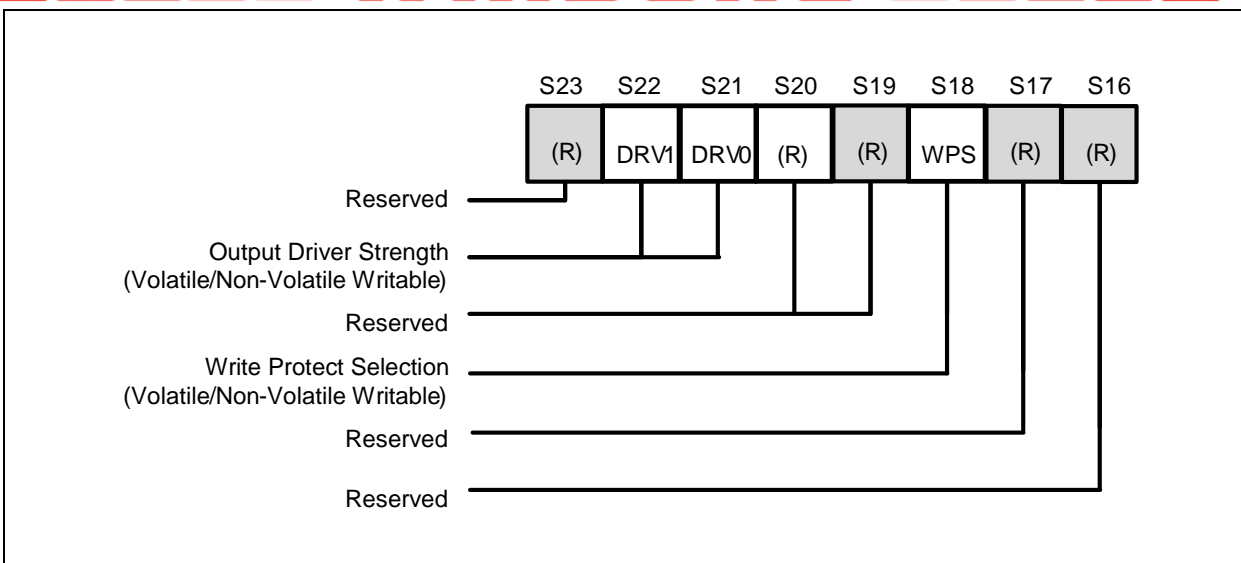 S23 S22 S21 S20 S19 S18 S17 S16
(R) DRV1 DRV0 (R) (R) WPS (R) (R)
Reserved
Output Driver Strength
(Volatile/Non-Volatile Writable)
Reserved
Write Protect Selection
(Volatile/Non-Volatile Writable)
Reserved
Reserved